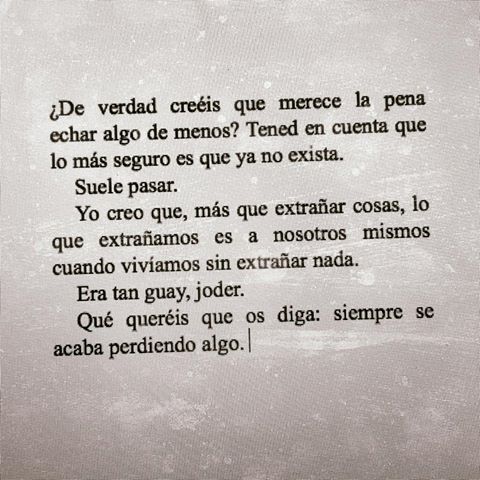 ¿De verdad creéis que merece la pena
echar algo de menos? Tened en cuenta que
lo más seguro es que ya no exista.
Suele pasar.
Yo creo que, más que extrañar cosas, lo
que extrañamos es a nosotros mismos
cuando vivíamos sin extrañar nada.
Era tan guay, joder.
Qué queréis que os diga: siempre se
acaba perdiendo algo.